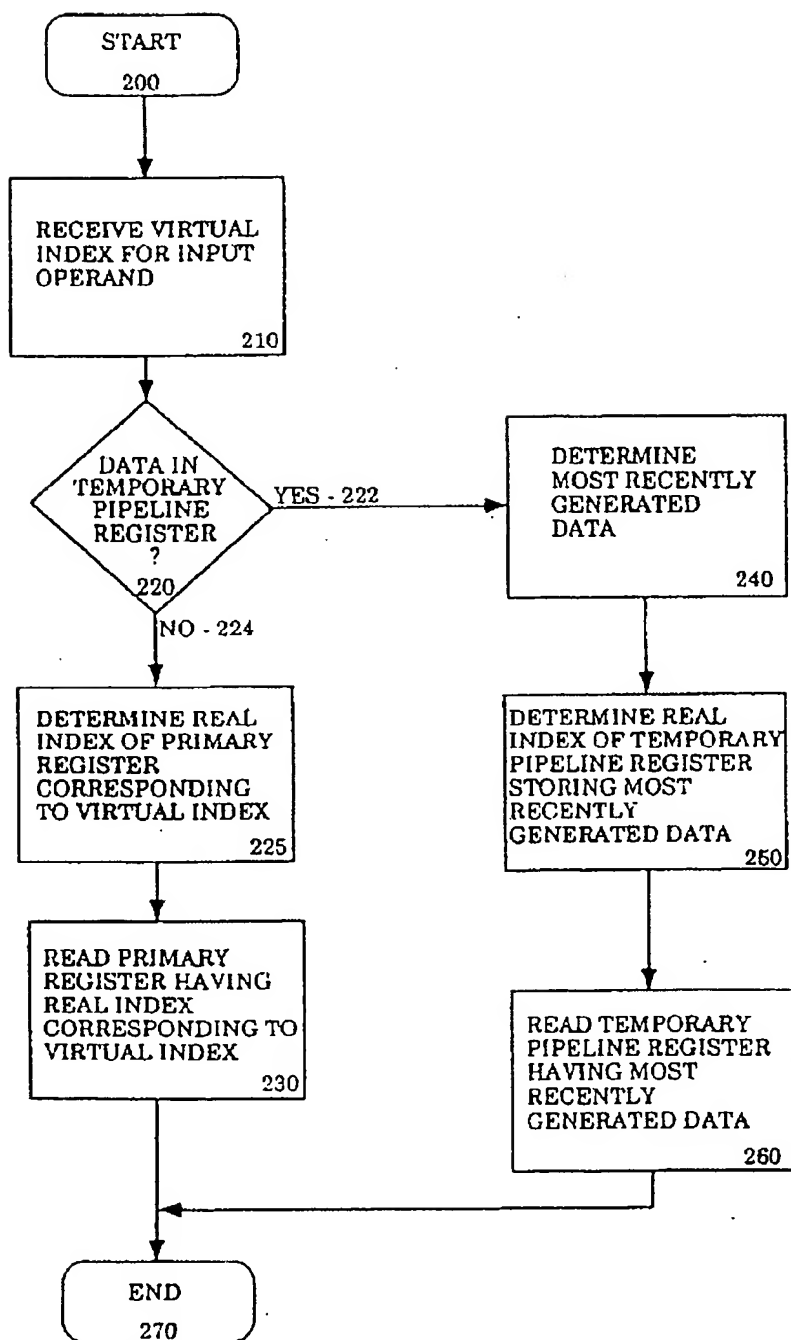 START
200
RECEIVE VIRTUAL
INDEX FOR INPUT
OPERAND
210
DATA IN
TEMPORARY
PIPELINE
REGISTER
?
220
YES - 222
NO - 224
DETERMINE
MOST RECENTLY
GENERATED
DATA
240
DETERMINE REAL
INDEX OF PRIMARY
REGISTER
CORRESPONDING
TO VIRTUAL INDEX
225
DETERMINE REAL
INDEX OF TEMPORARY
PIPELINE REGISTER
STORING MOST
RECENTLY
GENERATED DATA
250
READ PRIMARY
REGISTER HAVING
REAL INDEX
CORRESPONDING TO
VIRTUAL INDEX
230
READ TEMPORARY
PIPELINE REGISTER
HAVING MOST
RECENTLY
GENERATED DATA
260
END
270